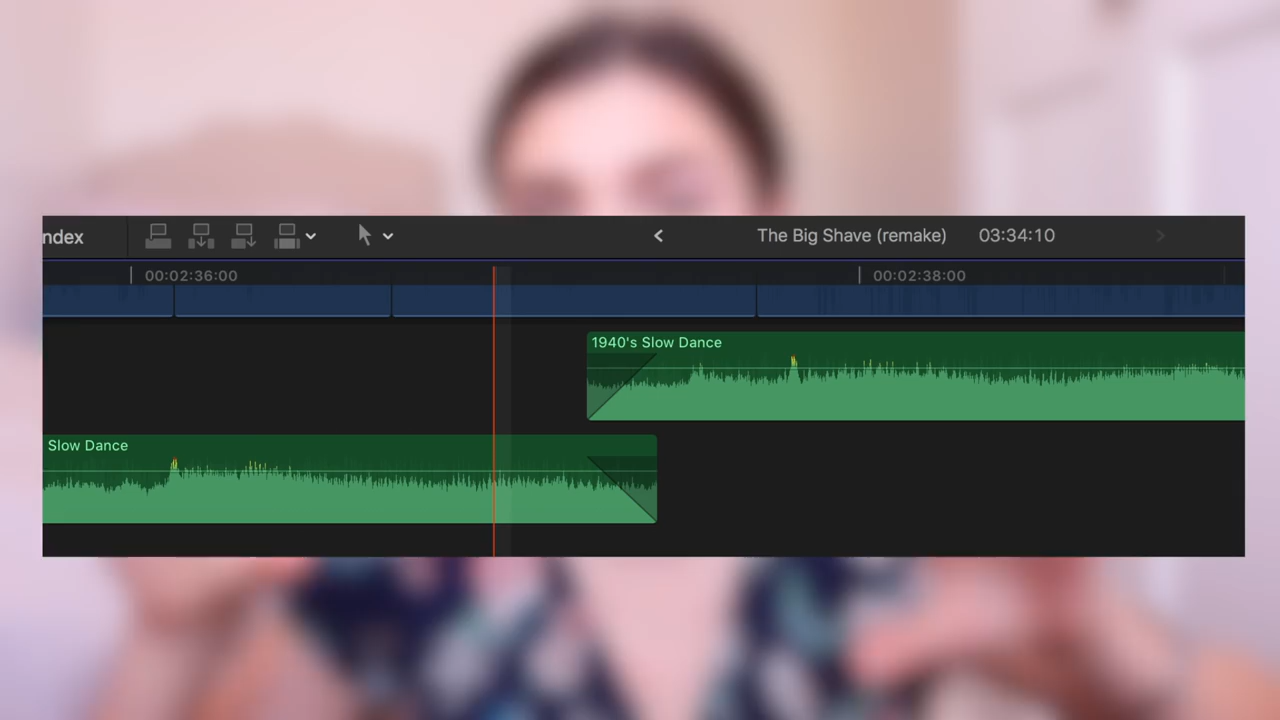 ndex
The Big Shave (remake) 03:34:10
00:02:36:00 00:02:38:00
1940's Slow Dance
Slow Dance